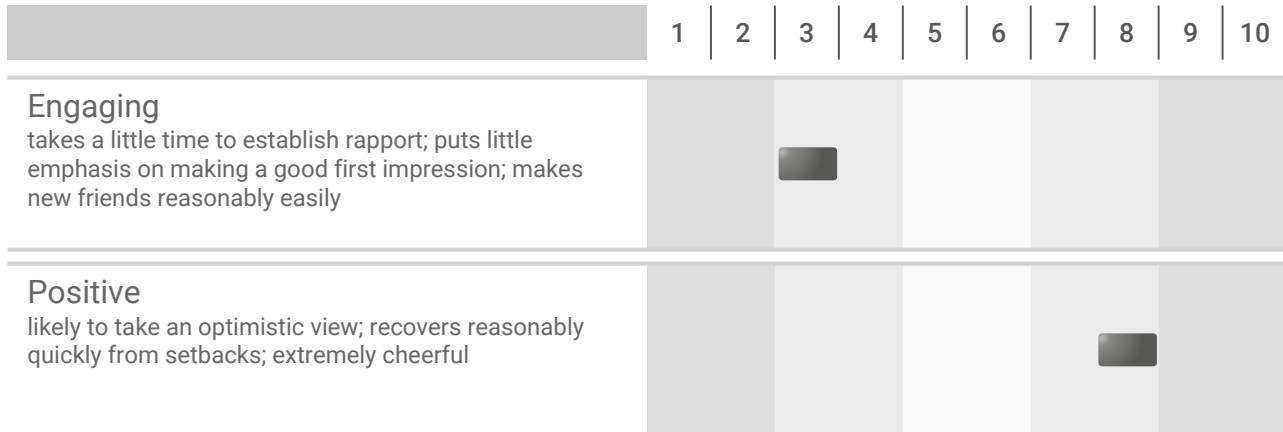 1 2 3 4 5 6 7 8 9 10
Engaging
takes a little time to establish rapport; puts little
emphasis on making a good first impression; makes
new friends reasonably easily
Positive
likely to take an optimistic view; recovers reasonably
quickly from setbacks; extremely cheerful